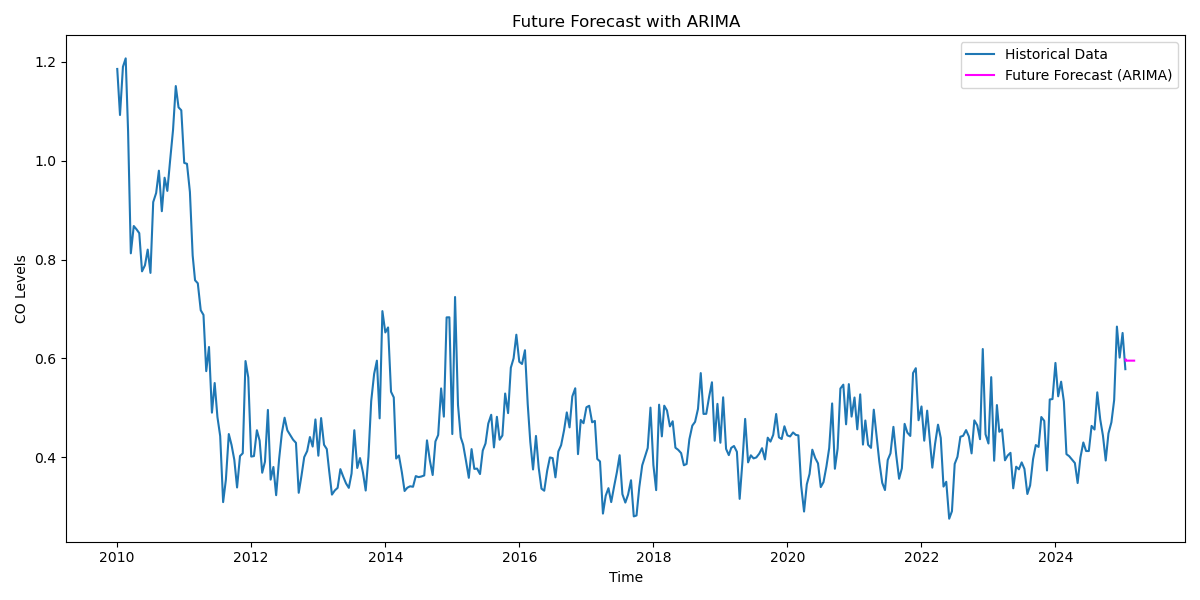 Future Forecast with ARIMA
Historical Data
Future Forecast (ARIMA)
CO Levels
1.2
1.0
0.8
0.6
0.4
2010 2012 2014 2016 2018 2020 2022 2024
Time